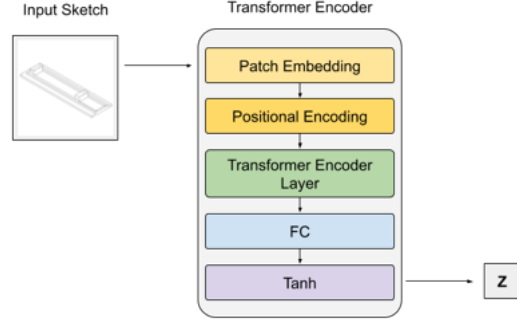 Input Sketch
Transformer Encoder
Patch Embedding
Positional Encoding
Transformer Encoder
Layer
FC
Tanh
Z